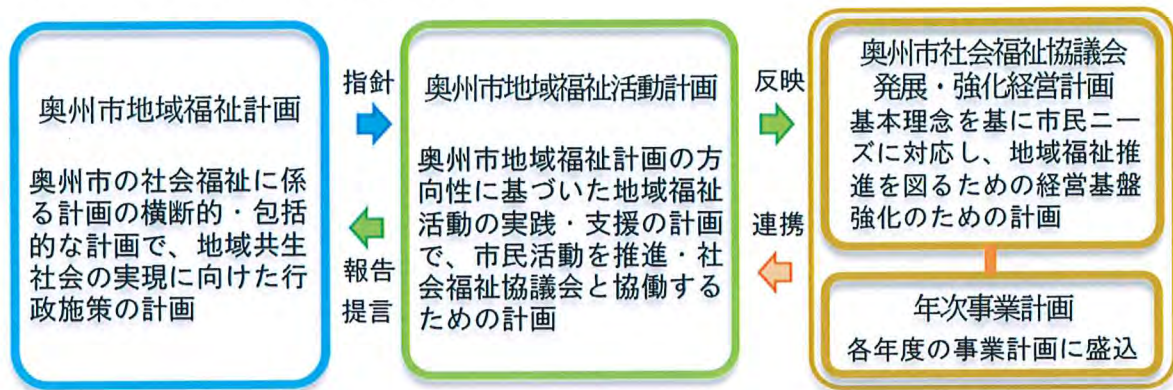 奥州市地域福祉計画
奥州市の社会福祉に係
る計画の横断的・包括
的な計画で、地域共生
社会の実現に向けた行
政施策の計画
指針
報告
提言
奥州市地域福祉活動計画
奥州市地域福祉計画の方
向性に基づいた地域福祉
活動の実践・支援の計画
で、市民活動を推進・社
会福祉協議会と協働する
ための計画
反映
連携
奥州市社会福祉協議会
発展・強化経営計画
基本理念を基に市民ニー
ズに対応し、地域福祉推
進を図るための経営基盤
強化のための計画
年次事業計画
各年度の事業計画に盛込